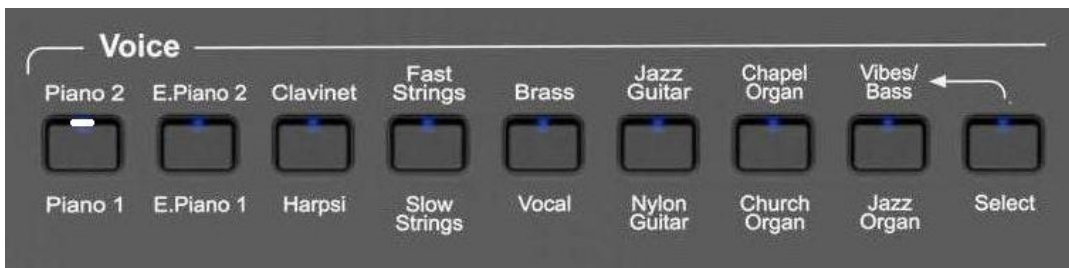 Voice
Piano 2 E.Piano 2 Clavinet Fast Strings Brass Jazz Guitar Chapel Organ Vibes/ Bass
Piano 1 E.Piano 1 Harpsi Slow Strings Vocal Nylon Guitar Church Organ Jazz Organ Select